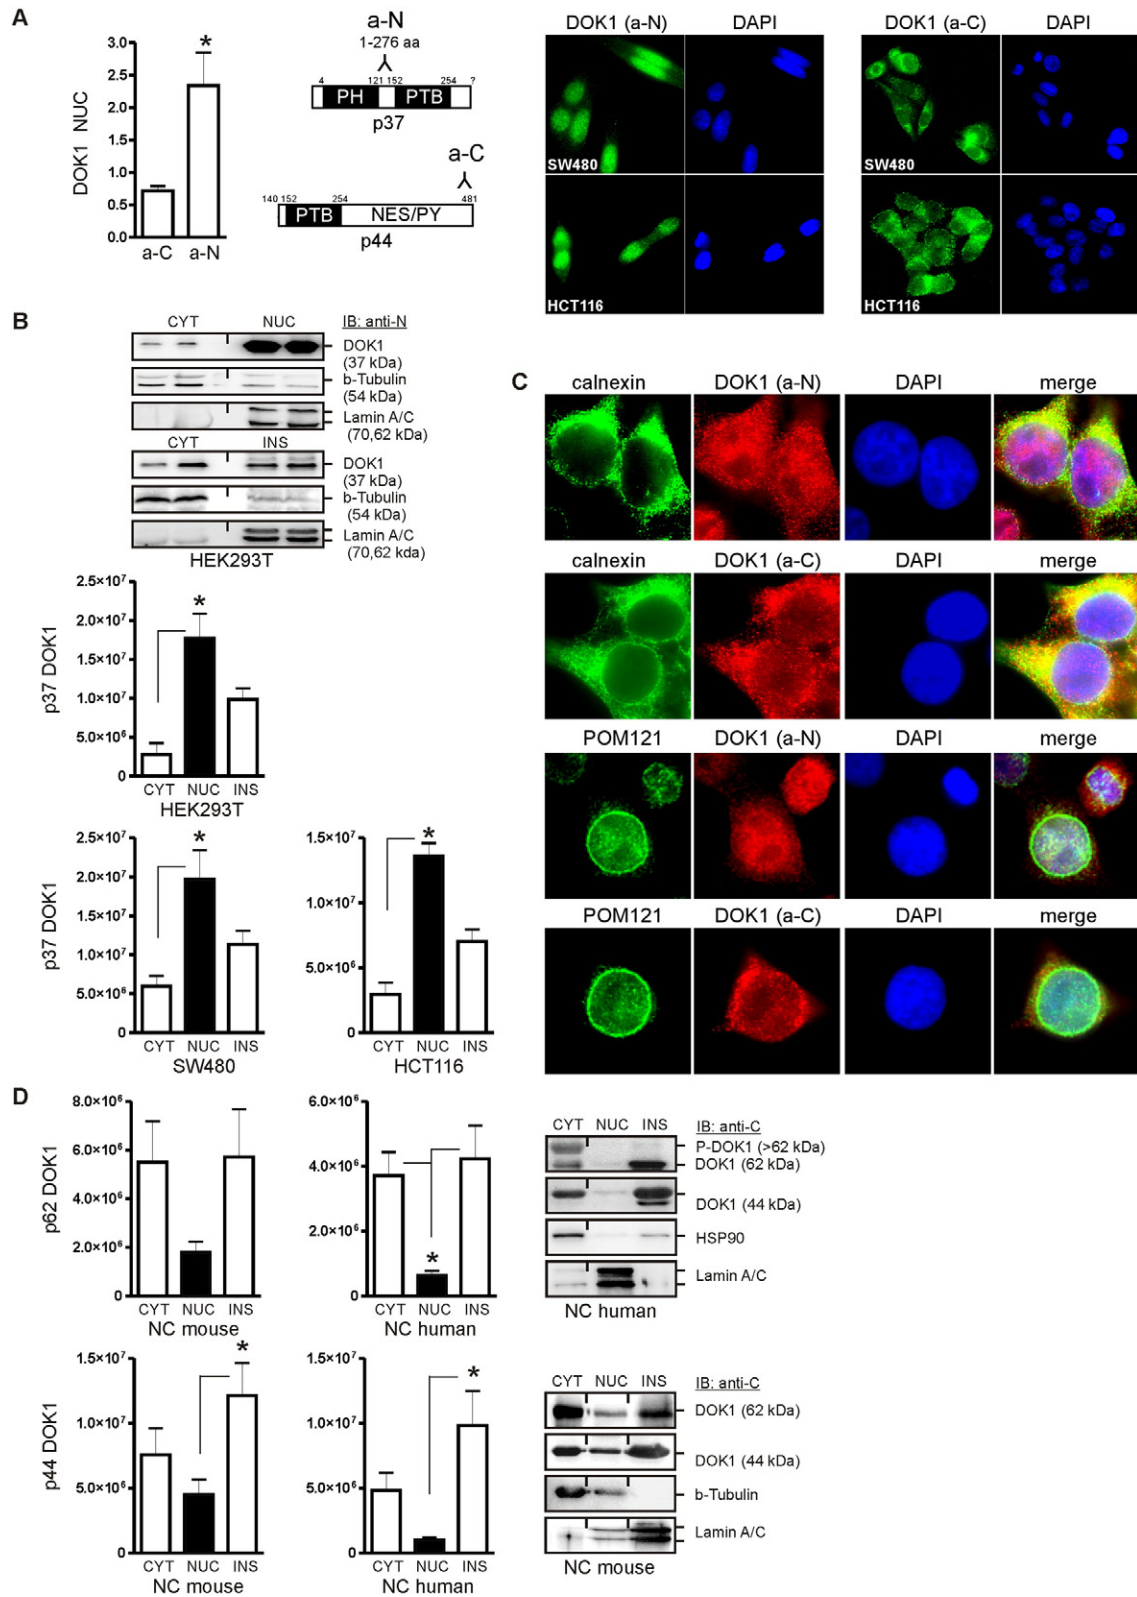 A
a-N
1-276 aa
4 121 152 254 ?
PH PTB
p37
a-C
140 152 254 481
PTB NES/PY
p44
DOK1 NUC
3.0
2.5
2.0
1.5
1.0
0.5
0.0
*
a-C a-N
DOK1 (a-N) DAPI DOK1 (a-C) DAPI
SW480 SW480
HCT116 HCT116
B
CYT NUC IB: anti-N
DOK1
(37 kDa)
b-Tubulin
(54 kDa)
Lamin A/C
(70,62 kDa)
CYT INS
DOK1
(37 kDa)
b-Tubulin
(54 kDa)
Lamin A/C
(70,62 kda)
HEK293T
p37 DOK1
2.5×10⁷
2.0×10⁷
1.5×10⁷
1.0×10⁷
5.0×10⁶
0
*
CYT NUC INS
HEK293T
p37 DOK1
2.5×10⁷
2.0×10⁷
1.5×10⁷
1.0×10⁷
5.0×10⁶
0
*
CYT NUC INS
SW480
1.5×10⁷
1.0×10⁷
5.0×10⁶
0
*
CYT NUC INS
HCT116
C
calnexin DOK1 (a-N) DAPI merge
calnexin DOK1 (a-C) DAPI merge
POM121 DOK1 (a-N) DAPI merge
POM121 DOK1 (a-C) DAPI merge
D
p62 DOK1
8.0×10⁶
6.0×10⁶
4.0×10⁶
2.0×10⁶
0
CYT NUC INS
NC mouse
6.0×10⁶
4.0×10⁶
2.0×10⁶
0
*
CYT NUC INS
NC human
CYT NUC INS IB: anti-C
P-DOK1 (>62 kDa)
DOK1 (62 kDa)
DOK1 (44 kDa)
HSP90
Lamin A/C
NC human
p44 DOK1
1.5×10⁷
1.0×10⁷
5.0×10⁶
0
*
CYT NUC INS
NC mouse
1.5×10⁷
1.0×10⁷
5.0×10⁶
0
*
CYT NUC INS
NC human
CYT NUC INS IB: anti-C
DOK1 (62 kDa)
DOK1 (44 kDa)
b-Tubulin
Lamin A/C
NC mouse